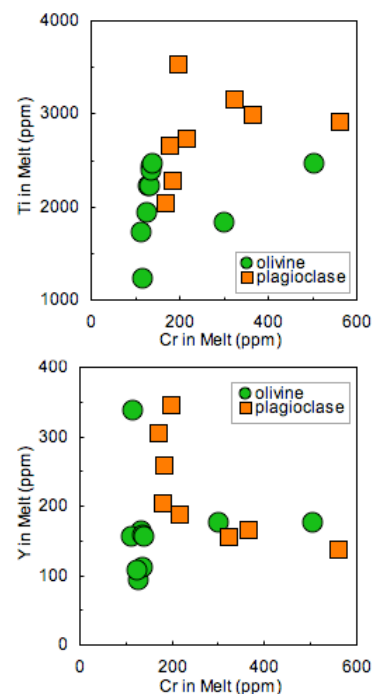 Ti in Melt (ppm)
4000
3000
2000
1000
0
200
400
600
Cr in Melt (ppm)
olivine
plagioclase
Y in Melt (ppm)
400
300
200
100
0
0
200
400
600
Cr in Melt (ppm)
olivine
plagioclase